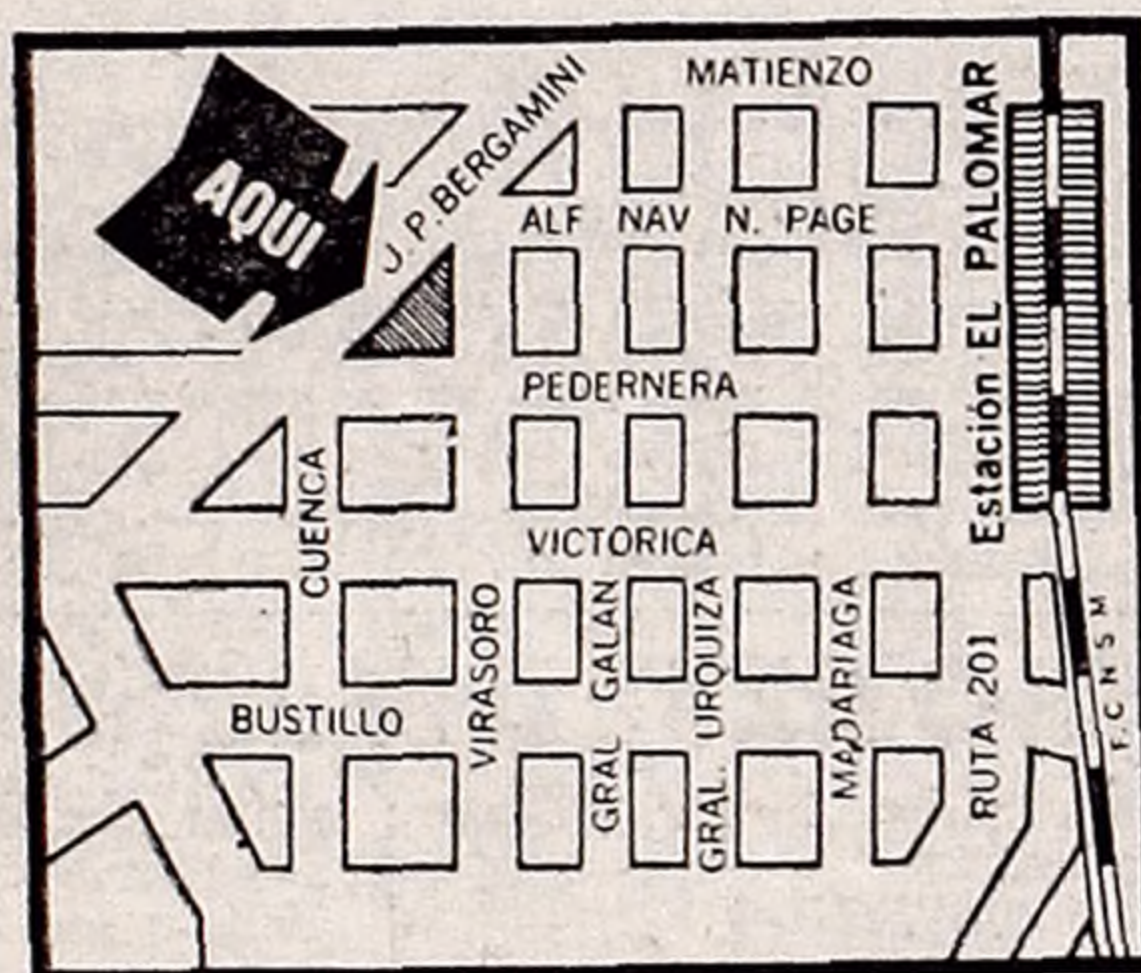 MATIENZO
J. P. BERGAMINI
AQUI
ALF NAV N. PAGE
Estación EL PALOMAR
PEDERNERA
CUENCA
VICTORICA
VIRASORO
GRAL GALAN
GRAL. URQUIZA
MADARIAGA
RUTA 201
F. C N S M
BUSTILLO